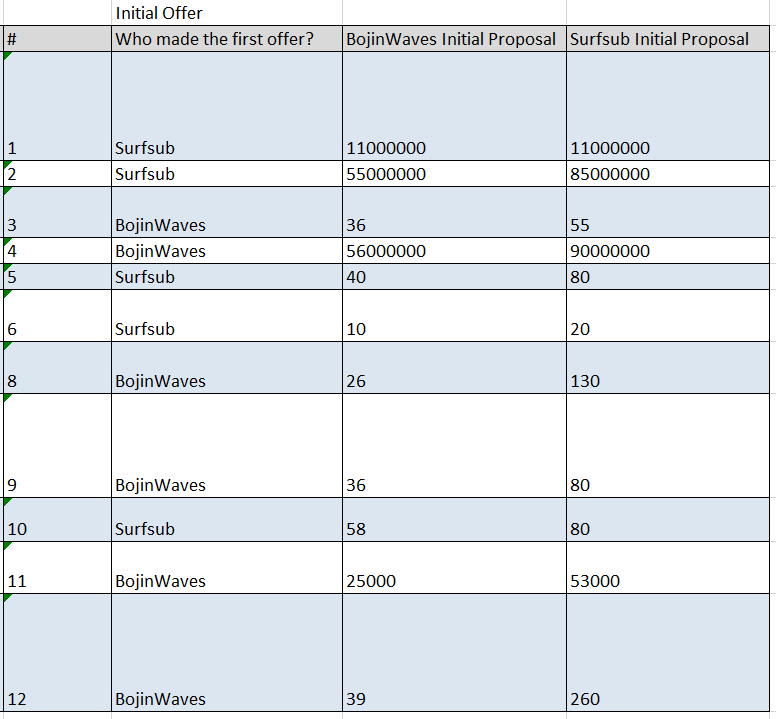 Initial Offer
# Who made the first offer? BojinWaves Initial Proposal Surfsub Initial Proposal
1 Surfsub 11000000 11000000
2 Surfsub 55000000 85000000
3 BojinWaves 36 55
4 BojinWaves 56000000 90000000
5 Surfsub 40 80
6 Surfsub 10 20
8 BojinWaves 26 130
9 BojinWaves 36 80
10 Surfsub 58 80
11 BojinWaves 25000 53000
12 BojinWaves 39 260